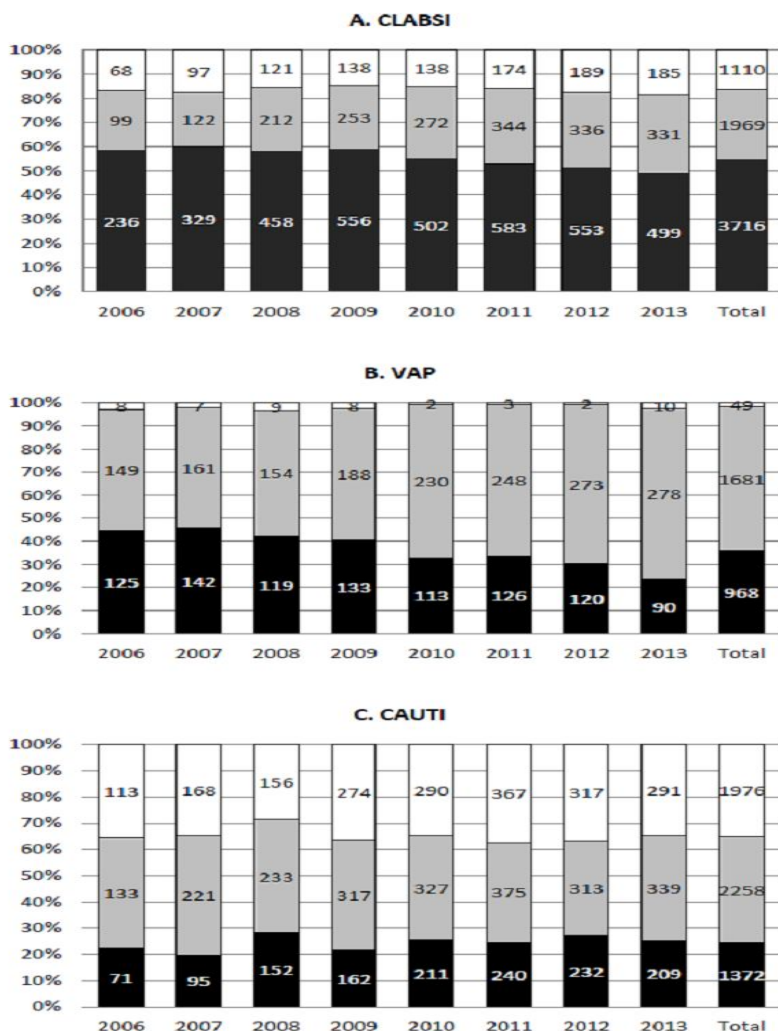 A. CLABSI
100%
90%
80%
70%
60%
50%
40%
30%
20%
10%
0%
68 97 121 138 138 174 189 185 1110
99 122 212 253 272 344 336 331 1969
236 329 458 556 502 583 553 499 3716
2006 2007 2008 2009 2010 2011 2012 2013 Total
B. VAP
100%
90%
80%
70%
60%
50%
40%
30%
20%
10%
0%
8 7 9 8 2 3 2 10 49
149 161 154 188 230 248 273 278 1681
125 142 119 133 113 126 120 90 968
2006 2007 2008 2009 2010 2011 2012 2013 Total
C. CAUTI
100%
90%
80%
70%
60%
50%
40%
30%
20%
10%
0%
113 168 156 274 290 367 317 291 1976
133 221 233 317 327 375 313 339 2258
71 95 152 162 211 240 232 209 1372
2006 2007 2008 2009 2010 2011 2012 2013 Total